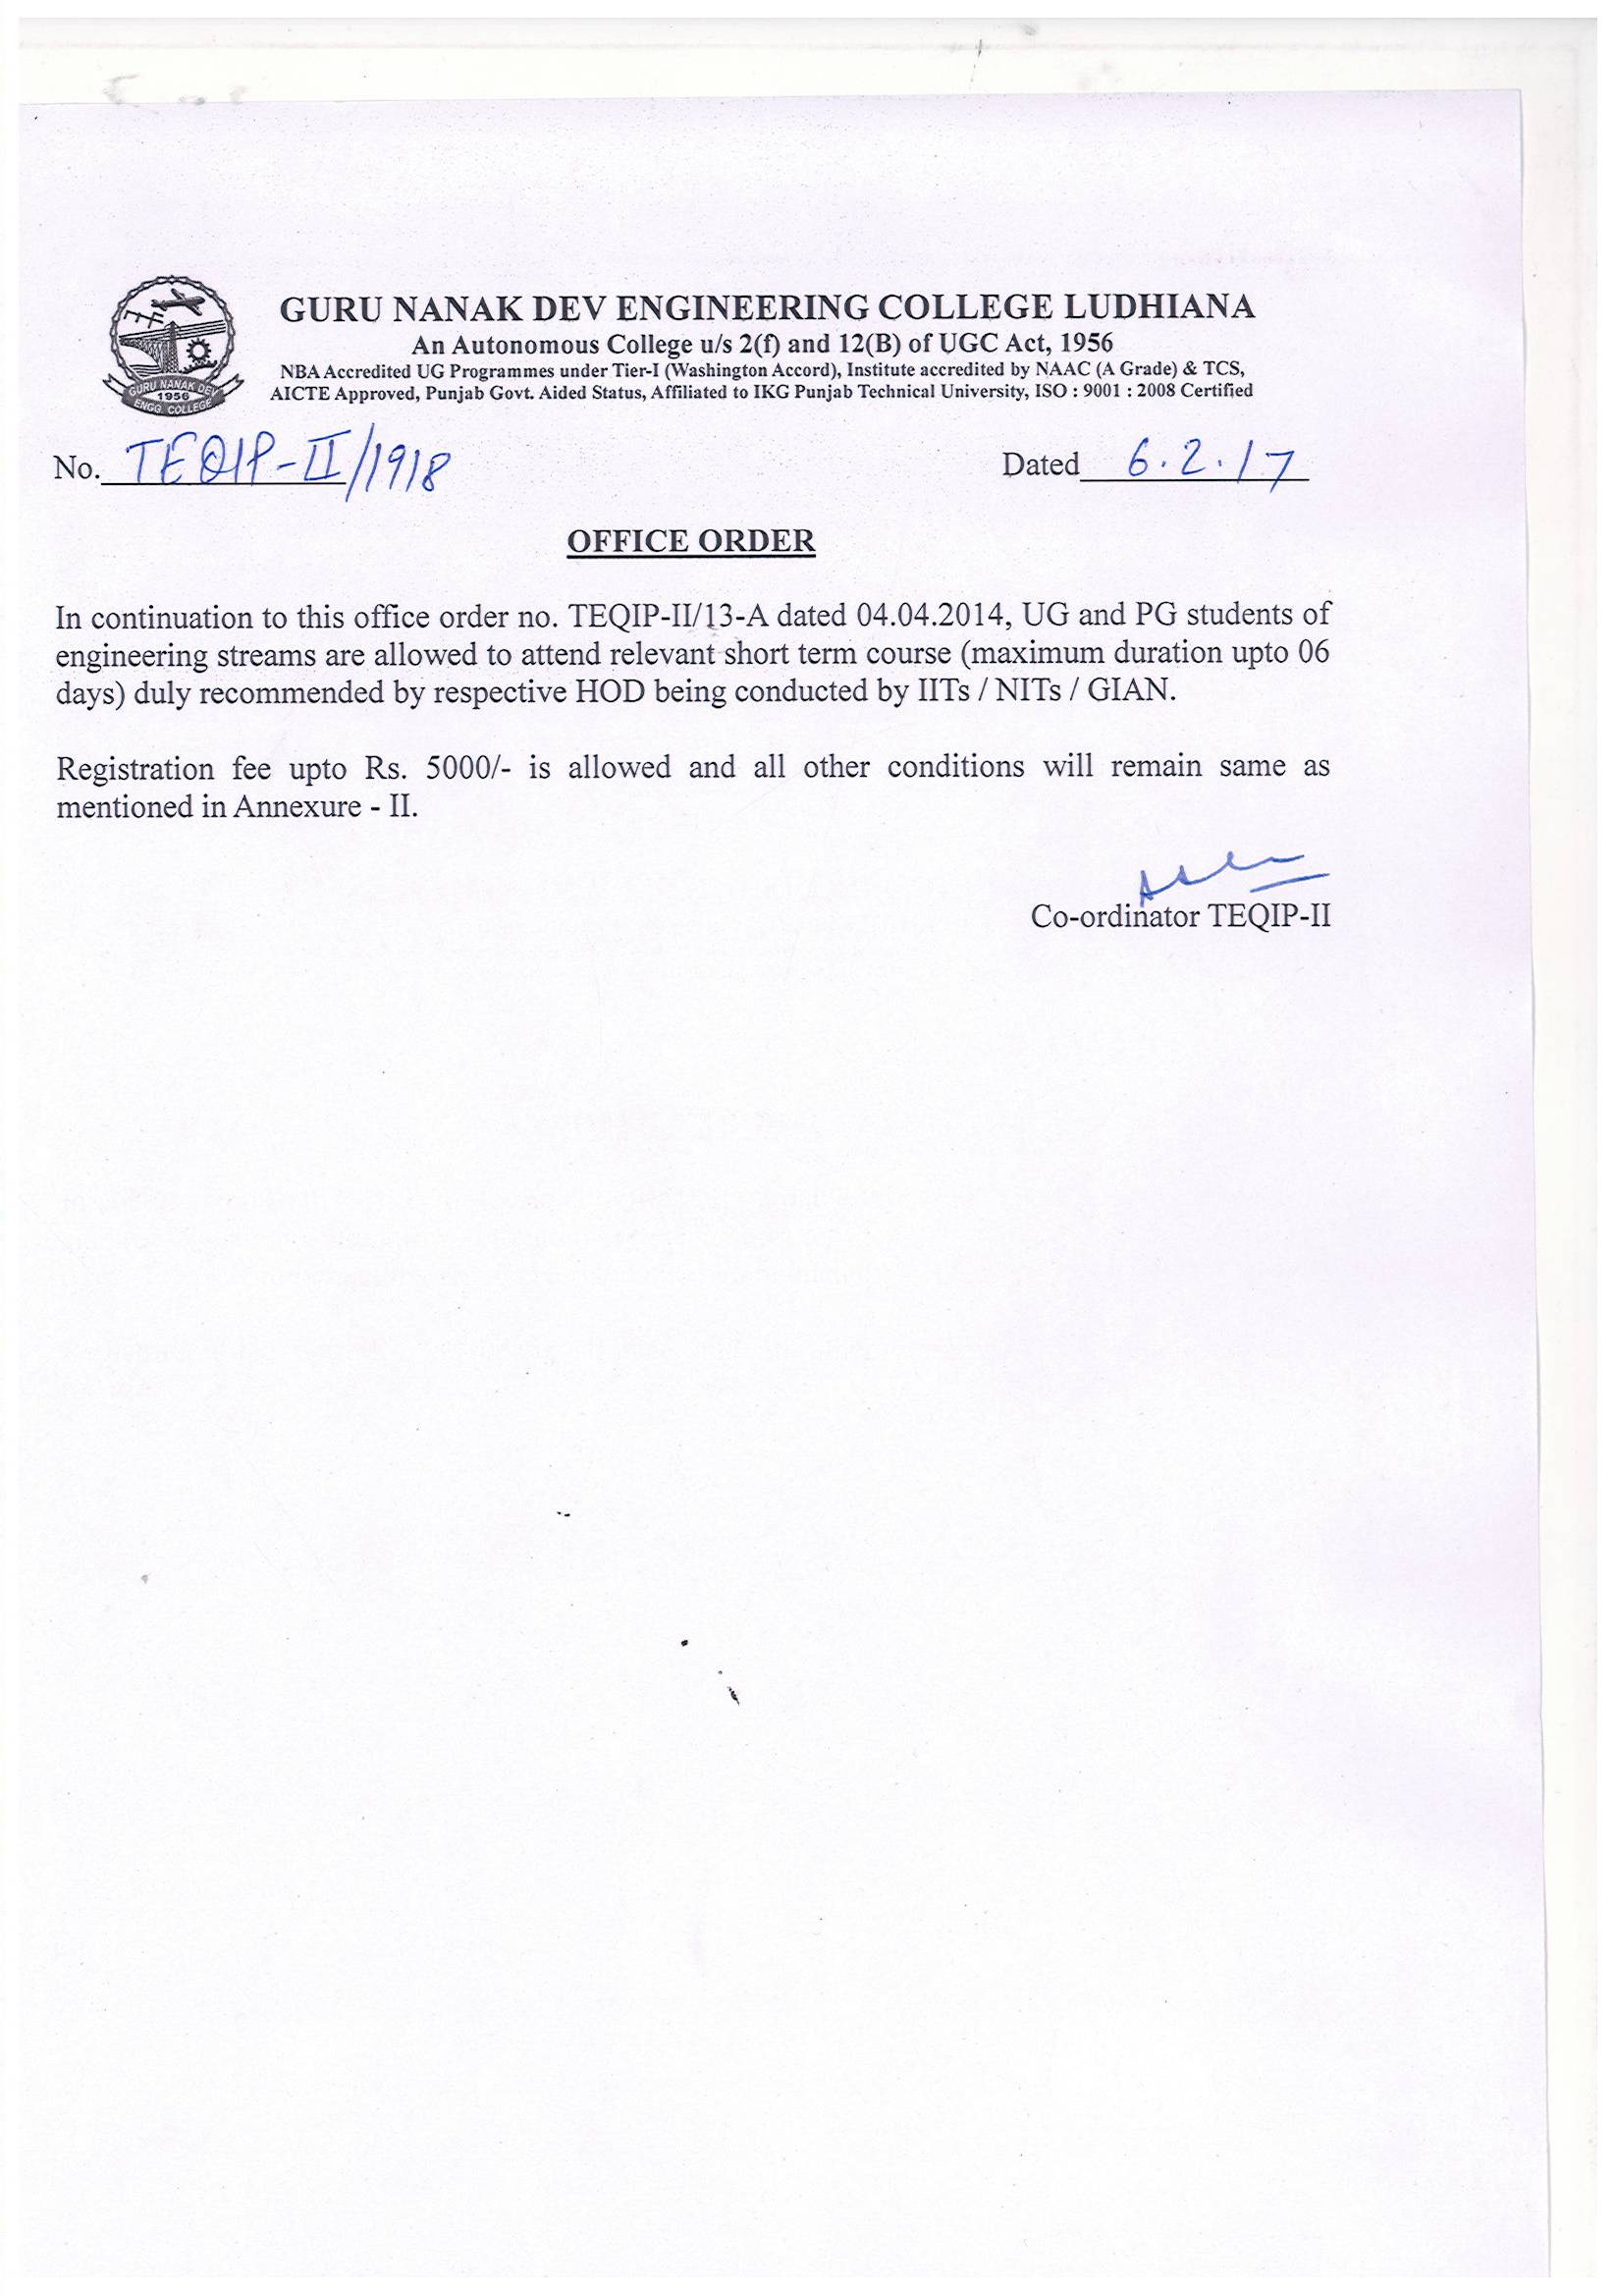 GURU NANAK DEV ENGINEERING COLLEGE LUDHIANA
An Autonomous College u/s 2(f) and 12(B) of UGC Act, 1956
NBA Accredited UG Programmes under Tier-I (Washington Accord), Institute accredited by NAAC (A Grade) & TCS,
AICTE Approved, Punjab Govt. Aided Status, Affiliated to IKG Punjab Technical University, ISO : 9001 : 2008 Certified
GURU NANAK DEV
1956
ENGG. COLLEGE
No. TEQIP-II/1918 Dated 6.2.17
OFFICE ORDER
In continuation to this office order no. TEQIP-II/13-A dated 04.04.2014, UG and PG students of
engineering streams are allowed to attend relevant short term course (maximum duration upto 06
days) duly recommended by respective HOD being conducted by IITs / NITs / GIAN.
Registration fee upto Rs. 5000/- is allowed and all other conditions will remain same as
mentioned in Annexure - II.
Co-ordinator TEQIP-II